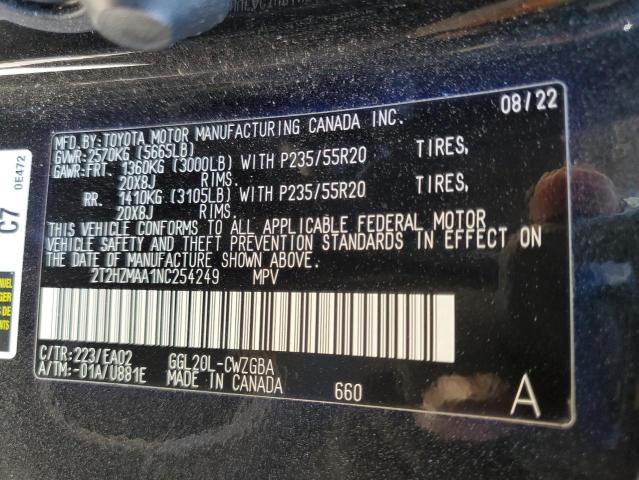 08/22
MFD.BY:TOYOTA MOTOR MANUFACTURING CANADA INC.
GVWR:2570KG (5665LB)
GAWR:FRT. 1360KG (3000LB) WITH P235/55R20 TIRES,
20X8J RIMS.
RR. 1410KG (3105LB) WITH P235/55R20 TIRES,
20X8J RIMS.
THIS VEHICLE CONFORMS TO ALL APPLICABLE FEDERAL MOTOR
VEHICLE SAFETY AND THEFT PREVENTION STANDARDS IN EFFECT ON
THE DATE OF MANUFACTURE SHOWN ABOVE.
2T2HZMAA1NC254249 MPV
C/TR:223/EA02 GGL20L-CWZGBA
A/TM:-01A/U881E MADE IN CANADA 660 A
C7
0E472